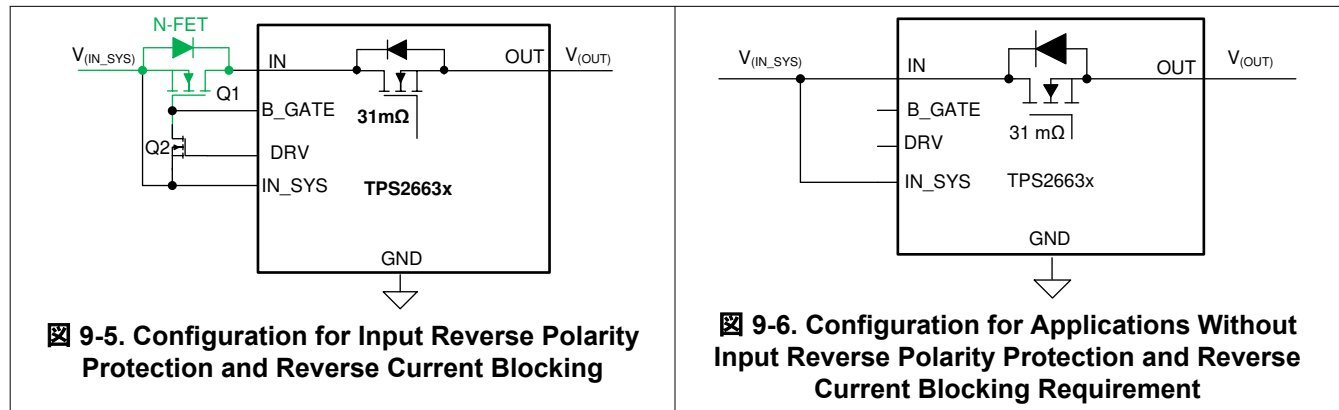 N-FET
V(IN_SYS)
IN
OUT
V(OUT)
Q1
B_GATE
31mΩ
Q2
DRV
IN_SYS
TPS2663x
GND
図 9-5. Configuration for Input Reverse Polarity
Protection and Reverse Current Blocking
V(IN_SYS)
IN
OUT
V(OUT)
B_GATE
31 mΩ
DRV
IN_SYS
TPS2663x
GND
図 9-6. Configuration for Applications Without
Input Reverse Polarity Protection and Reverse
Current Blocking Requirement